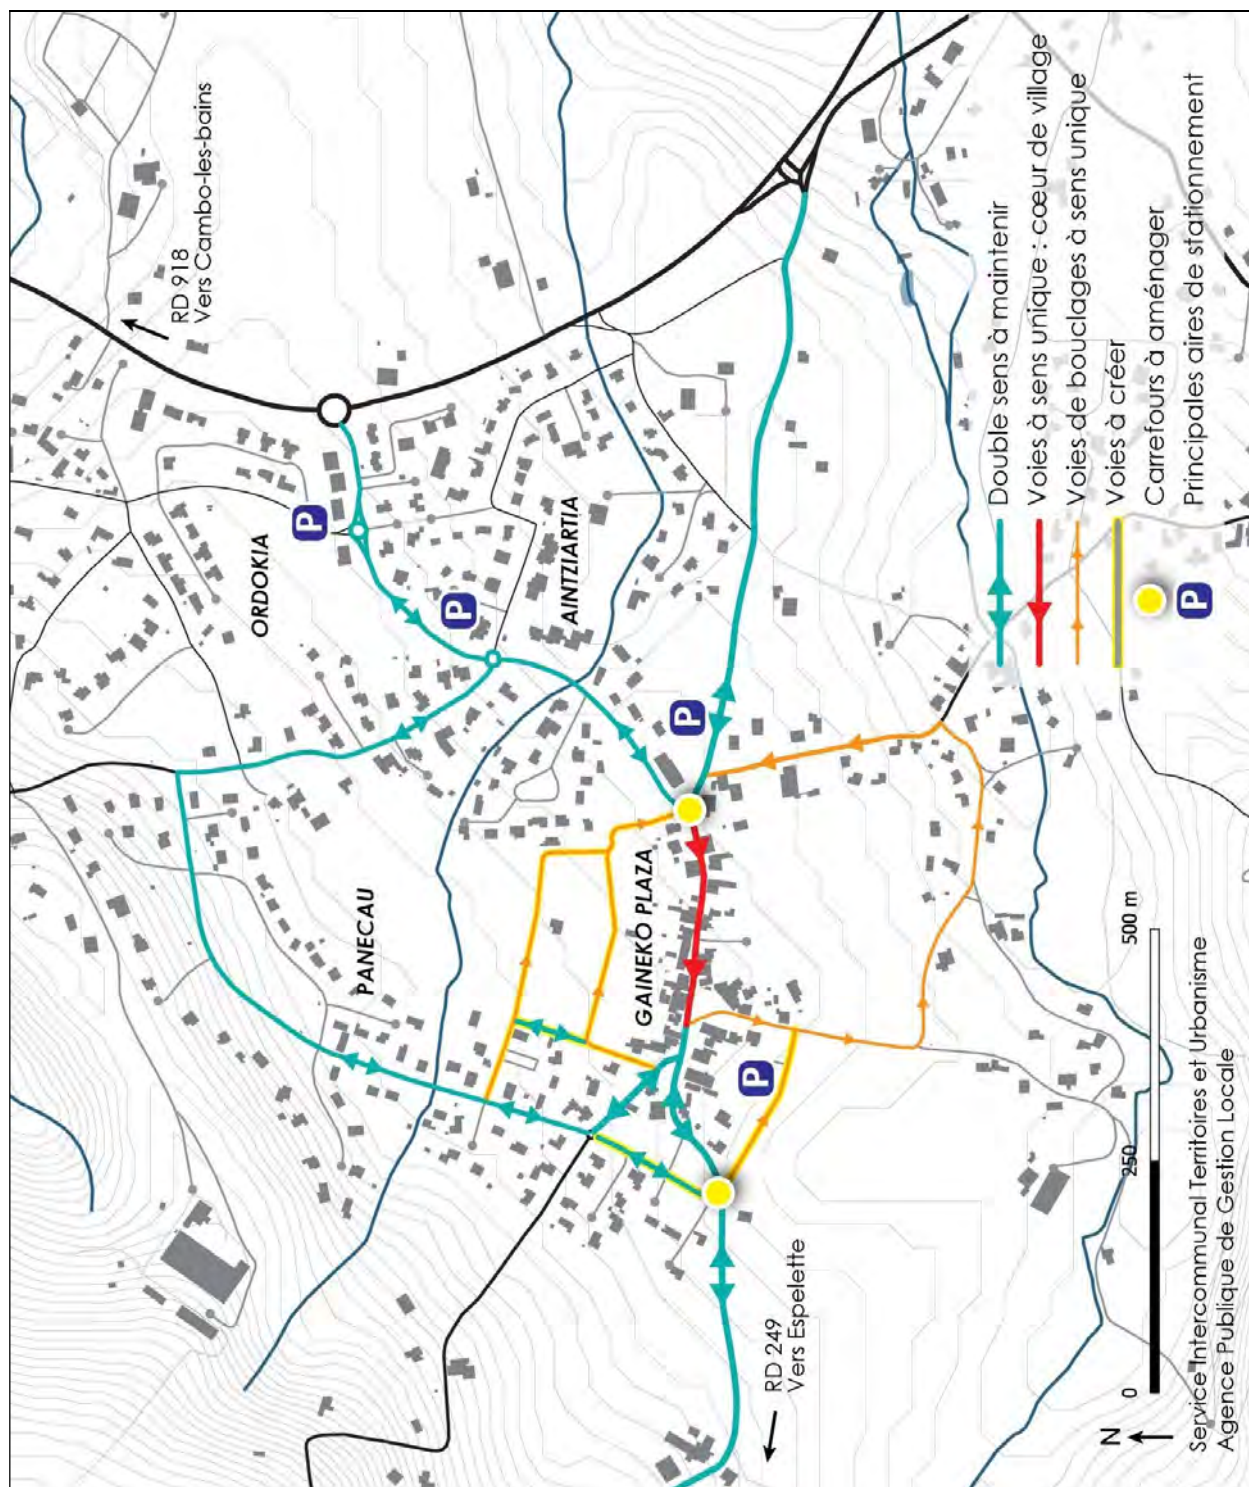 RD 918
Vers Cambo-les-bains
ORDOKIA
P
P
AINTZIARTIA
PANECAU
GAINEKO PLAZA
P
P
RD 249
Vers Espelette
Double sens à maintenir
Voies à sens unique : cœur de village
Voies de bouclages à sens unique
Voies à créer
Carrefours à aménager
P
Principales aires de stationnement
N
0
250
500 m
Service Intercommunal Territoires et Urbanisme
Agence Publique de Gestion Locale